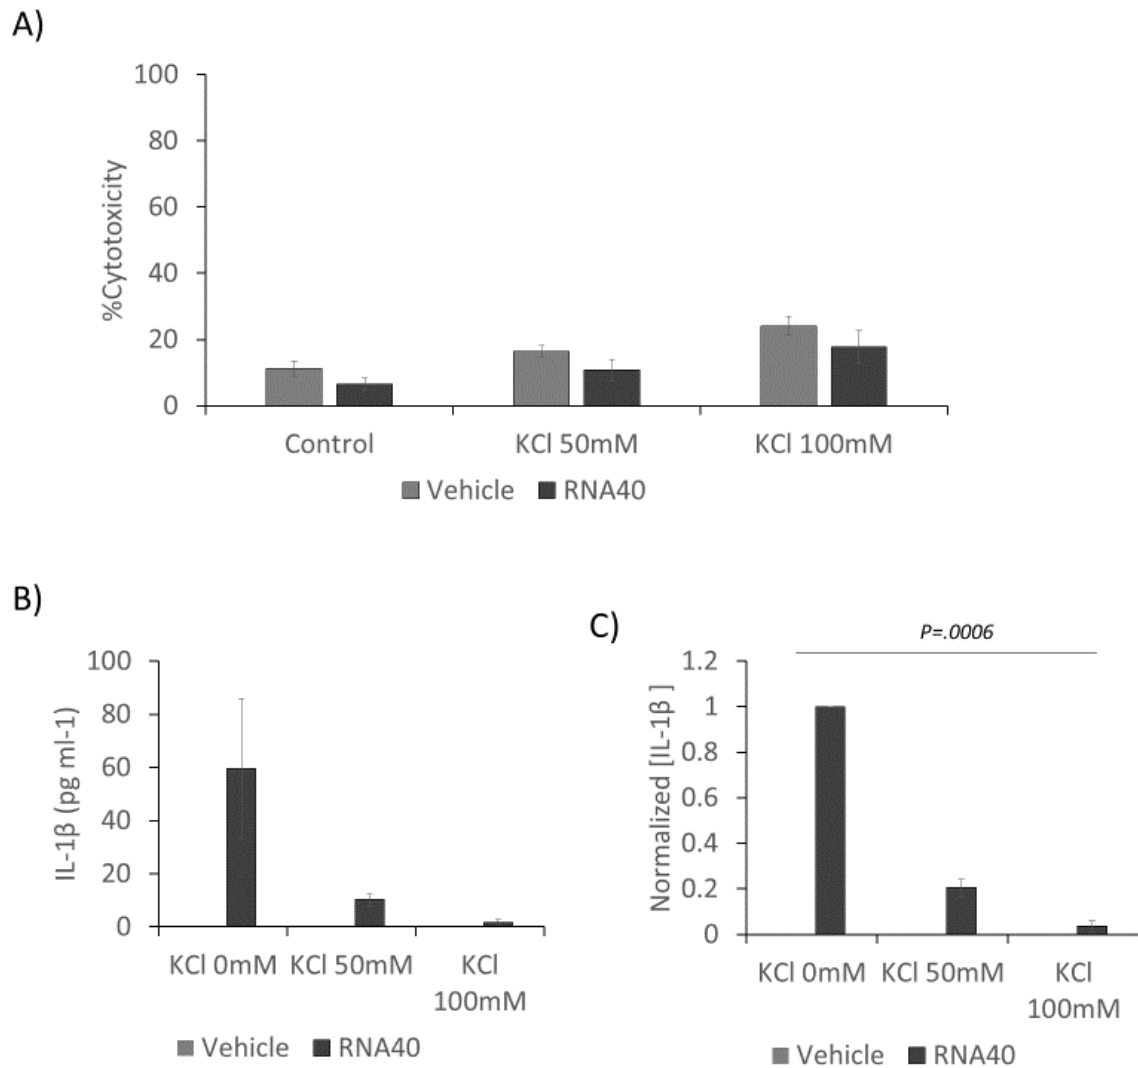 A)
%Cytotoxicity
100
80
60
40
20
0
Control KCl 50mM KCl 100mM
Vehicle RNA40
B)
IL-1β (pg ml-1)
100
80
60
40
20
0
KCl 0mM KCl 50mM KCl
100mM
Vehicle RNA40
C)
P=.0006
Normalized [IL-1β ]
1.2
1
0.8
0.6
0.4
0.2
0
KCl 0mM KCl 50mM KCl
100mM
Vehicle RNA40